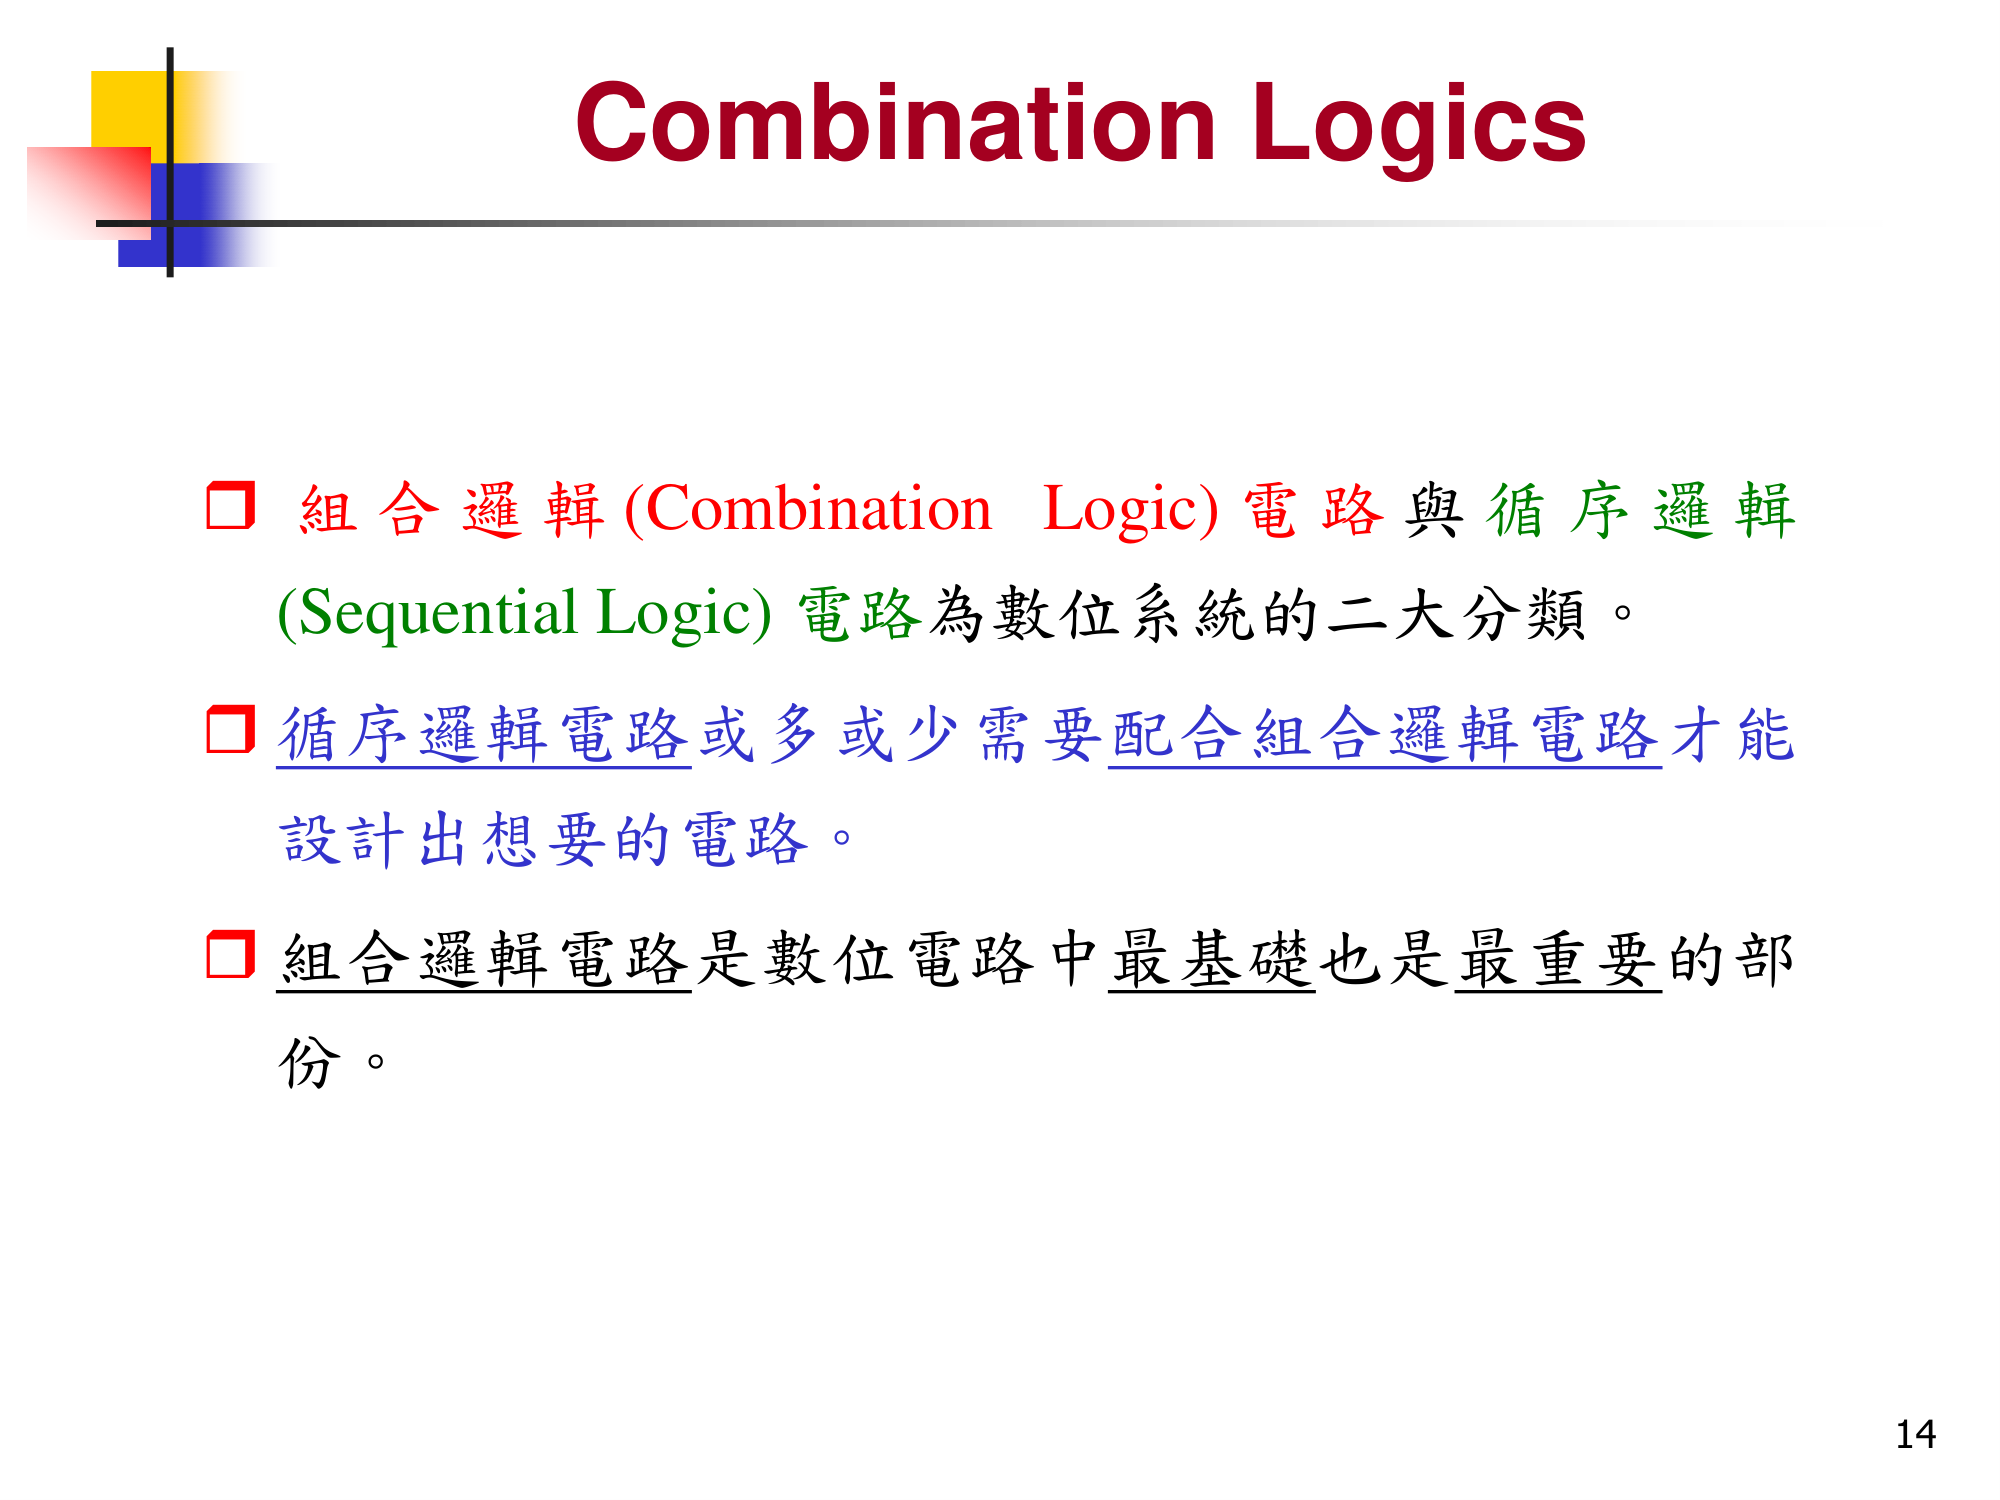 Combination Logics
組合邏輯(Combination Logic)電路與循序邏輯
(Sequential Logic) 電路為數位系統的二大分類。
循序邏輯電路或多或少需要配合組合邏輯電路才能
設計出想要的電路。
組合邏輯電路是數位電路中最基礎也是最重要的部
份。
14